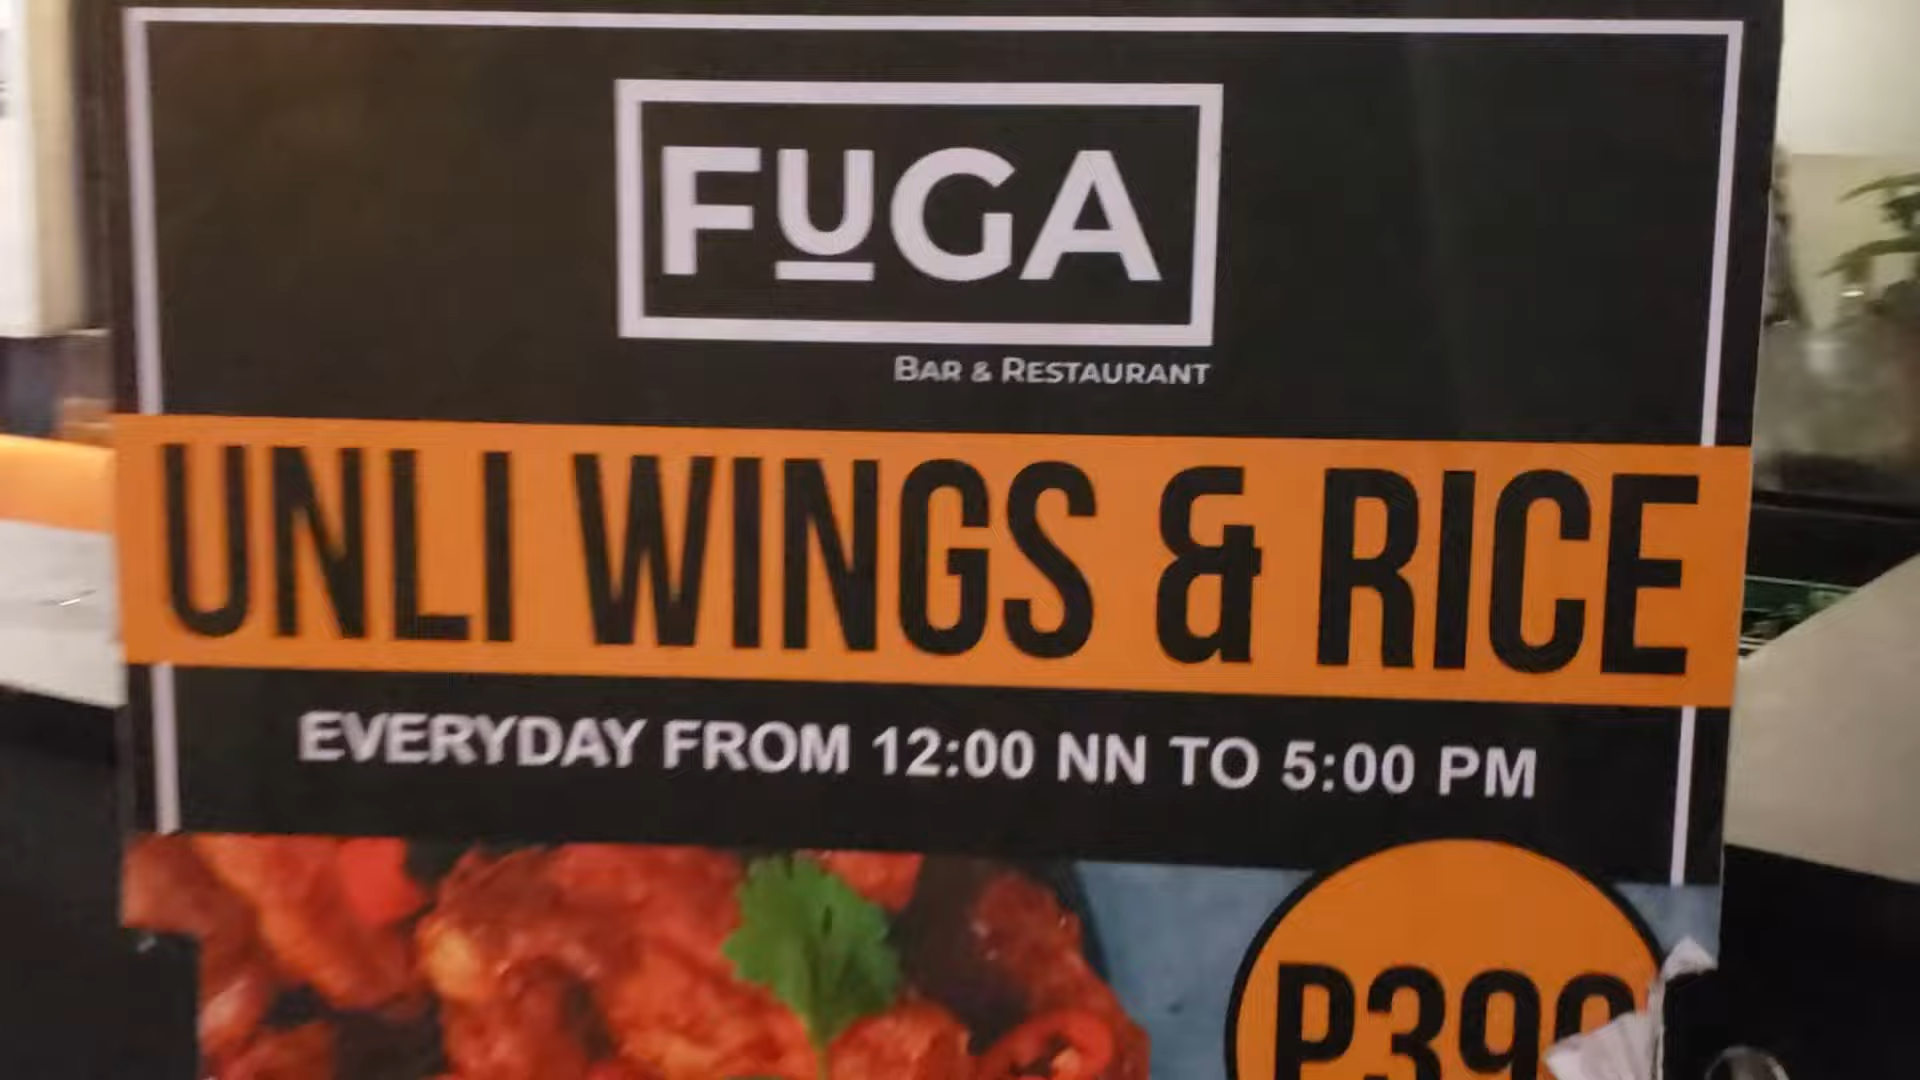 FUGA
BAR & RESTAURANT
UNLI WINGS & RICE
EVERYDAY FROM 12:00 NN TO 5:00 PM